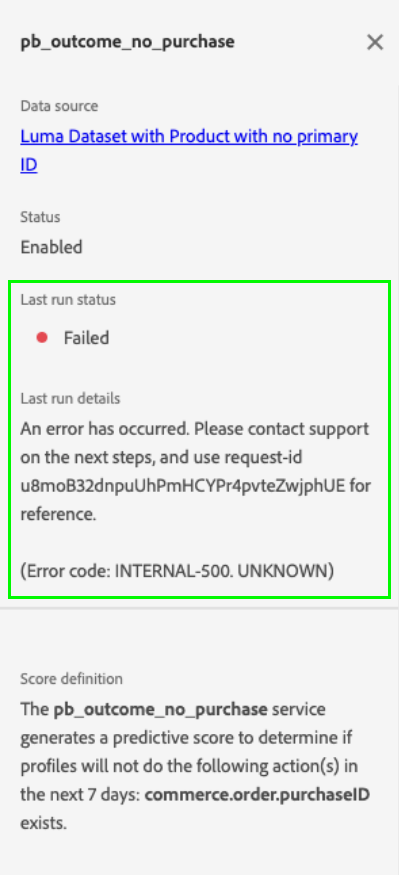 pb_outcome_no_purchase
Data source
Luma Dataset with Product with no primary
ID
Status
Enabled
Last run status
Failed
Last run details
An error has occurred. Please contact support
on the next steps, and use request-id
u8moB32dnpuUhPmHCYPr4pvteZwjphUE for
reference.
(Error code: INTERNAL-500. UNKNOWN)
Score definition
The pb_outcome_no_purchase service
generates a predictive score to determine if
profiles will not do the following action(s) in
the next 7 days: commerce.order.purchaseID
exists.